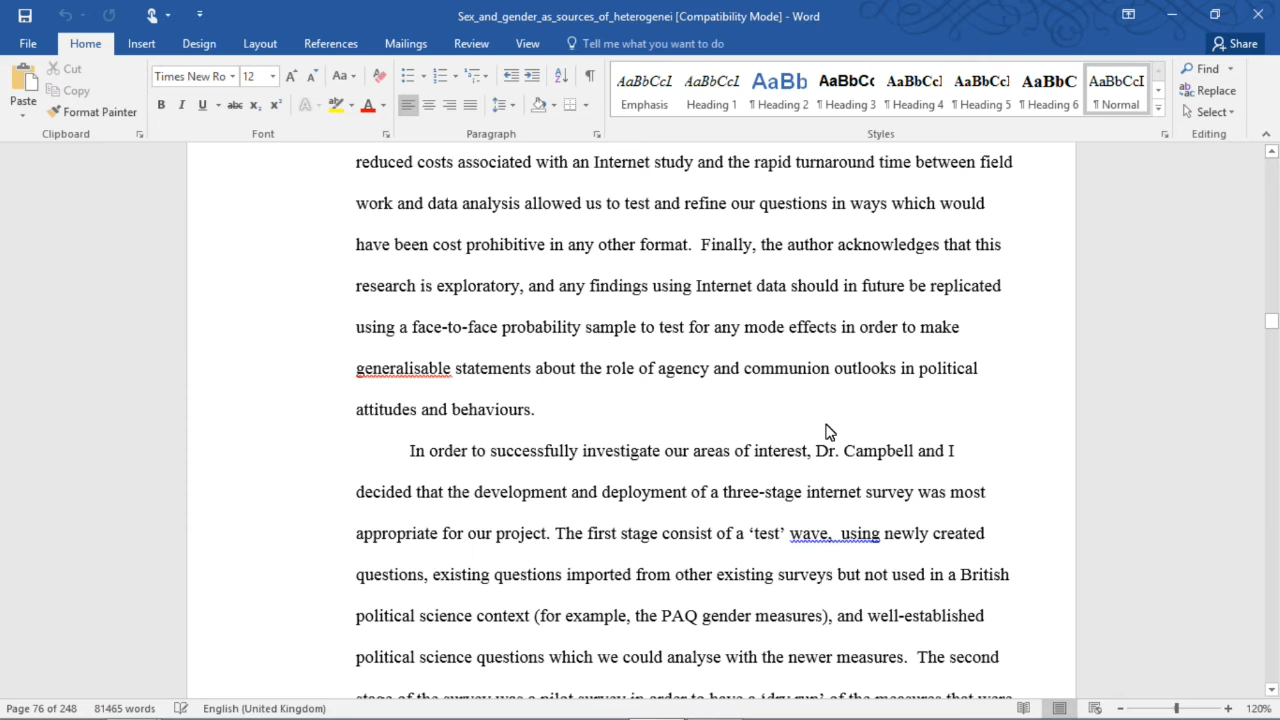 Sex_and_gender_as_sources_of_heterogenei [Compatibility Mode] - Word
File Home Insert Design Layout References Mailings Review View Tell me what you want to do Share
Paste
Cut
Copy
Format Painter
Clipboard
Times New Ro 12
Aa
B I U abc x₂ x² A A
Font
Paragraph
AaBbCcI AaBbCcI AaBb AaBbCc AaBbCcI AaBbCcI AaBbC AaBbCcI
Emphasis Heading 1 ¶ Heading 2 ¶ Heading 3 ¶ Heading 4 ¶ Heading 5 ¶ Heading 6 ¶ Normal
Styles
Find
Replace
Select
Editing
reduced costs associated with an Internet study and the rapid turnaround time between field
work and data analysis allowed us to test and refine our questions in ways which would
have been cost prohibitive in any other format.  Finally, the author acknowledges that this
research is exploratory, and any findings using Internet data should in future be replicated
using a face-to-face probability sample to test for any mode effects in order to make
generalisable statements about the role of agency and communion outlooks in political
attitudes and behaviours.
In order to successfully investigate our areas of interest, Dr. Campbell and I
decided that the development and deployment of a three-stage internet survey was most
appropriate for our project. The first stage consist of a ‘test’ wave,  using newly created
questions, existing questions imported from other existing surveys but not used in a British
political science context (for example, the PAQ gender measures), and well-established
political science questions which we could analyse with the newer measures.  The second
stage of the survey was a pilot survey in order to have a ‘dry run’ of the measures that were
Page 76 of 248 81465 words English (United Kingdom) 120%